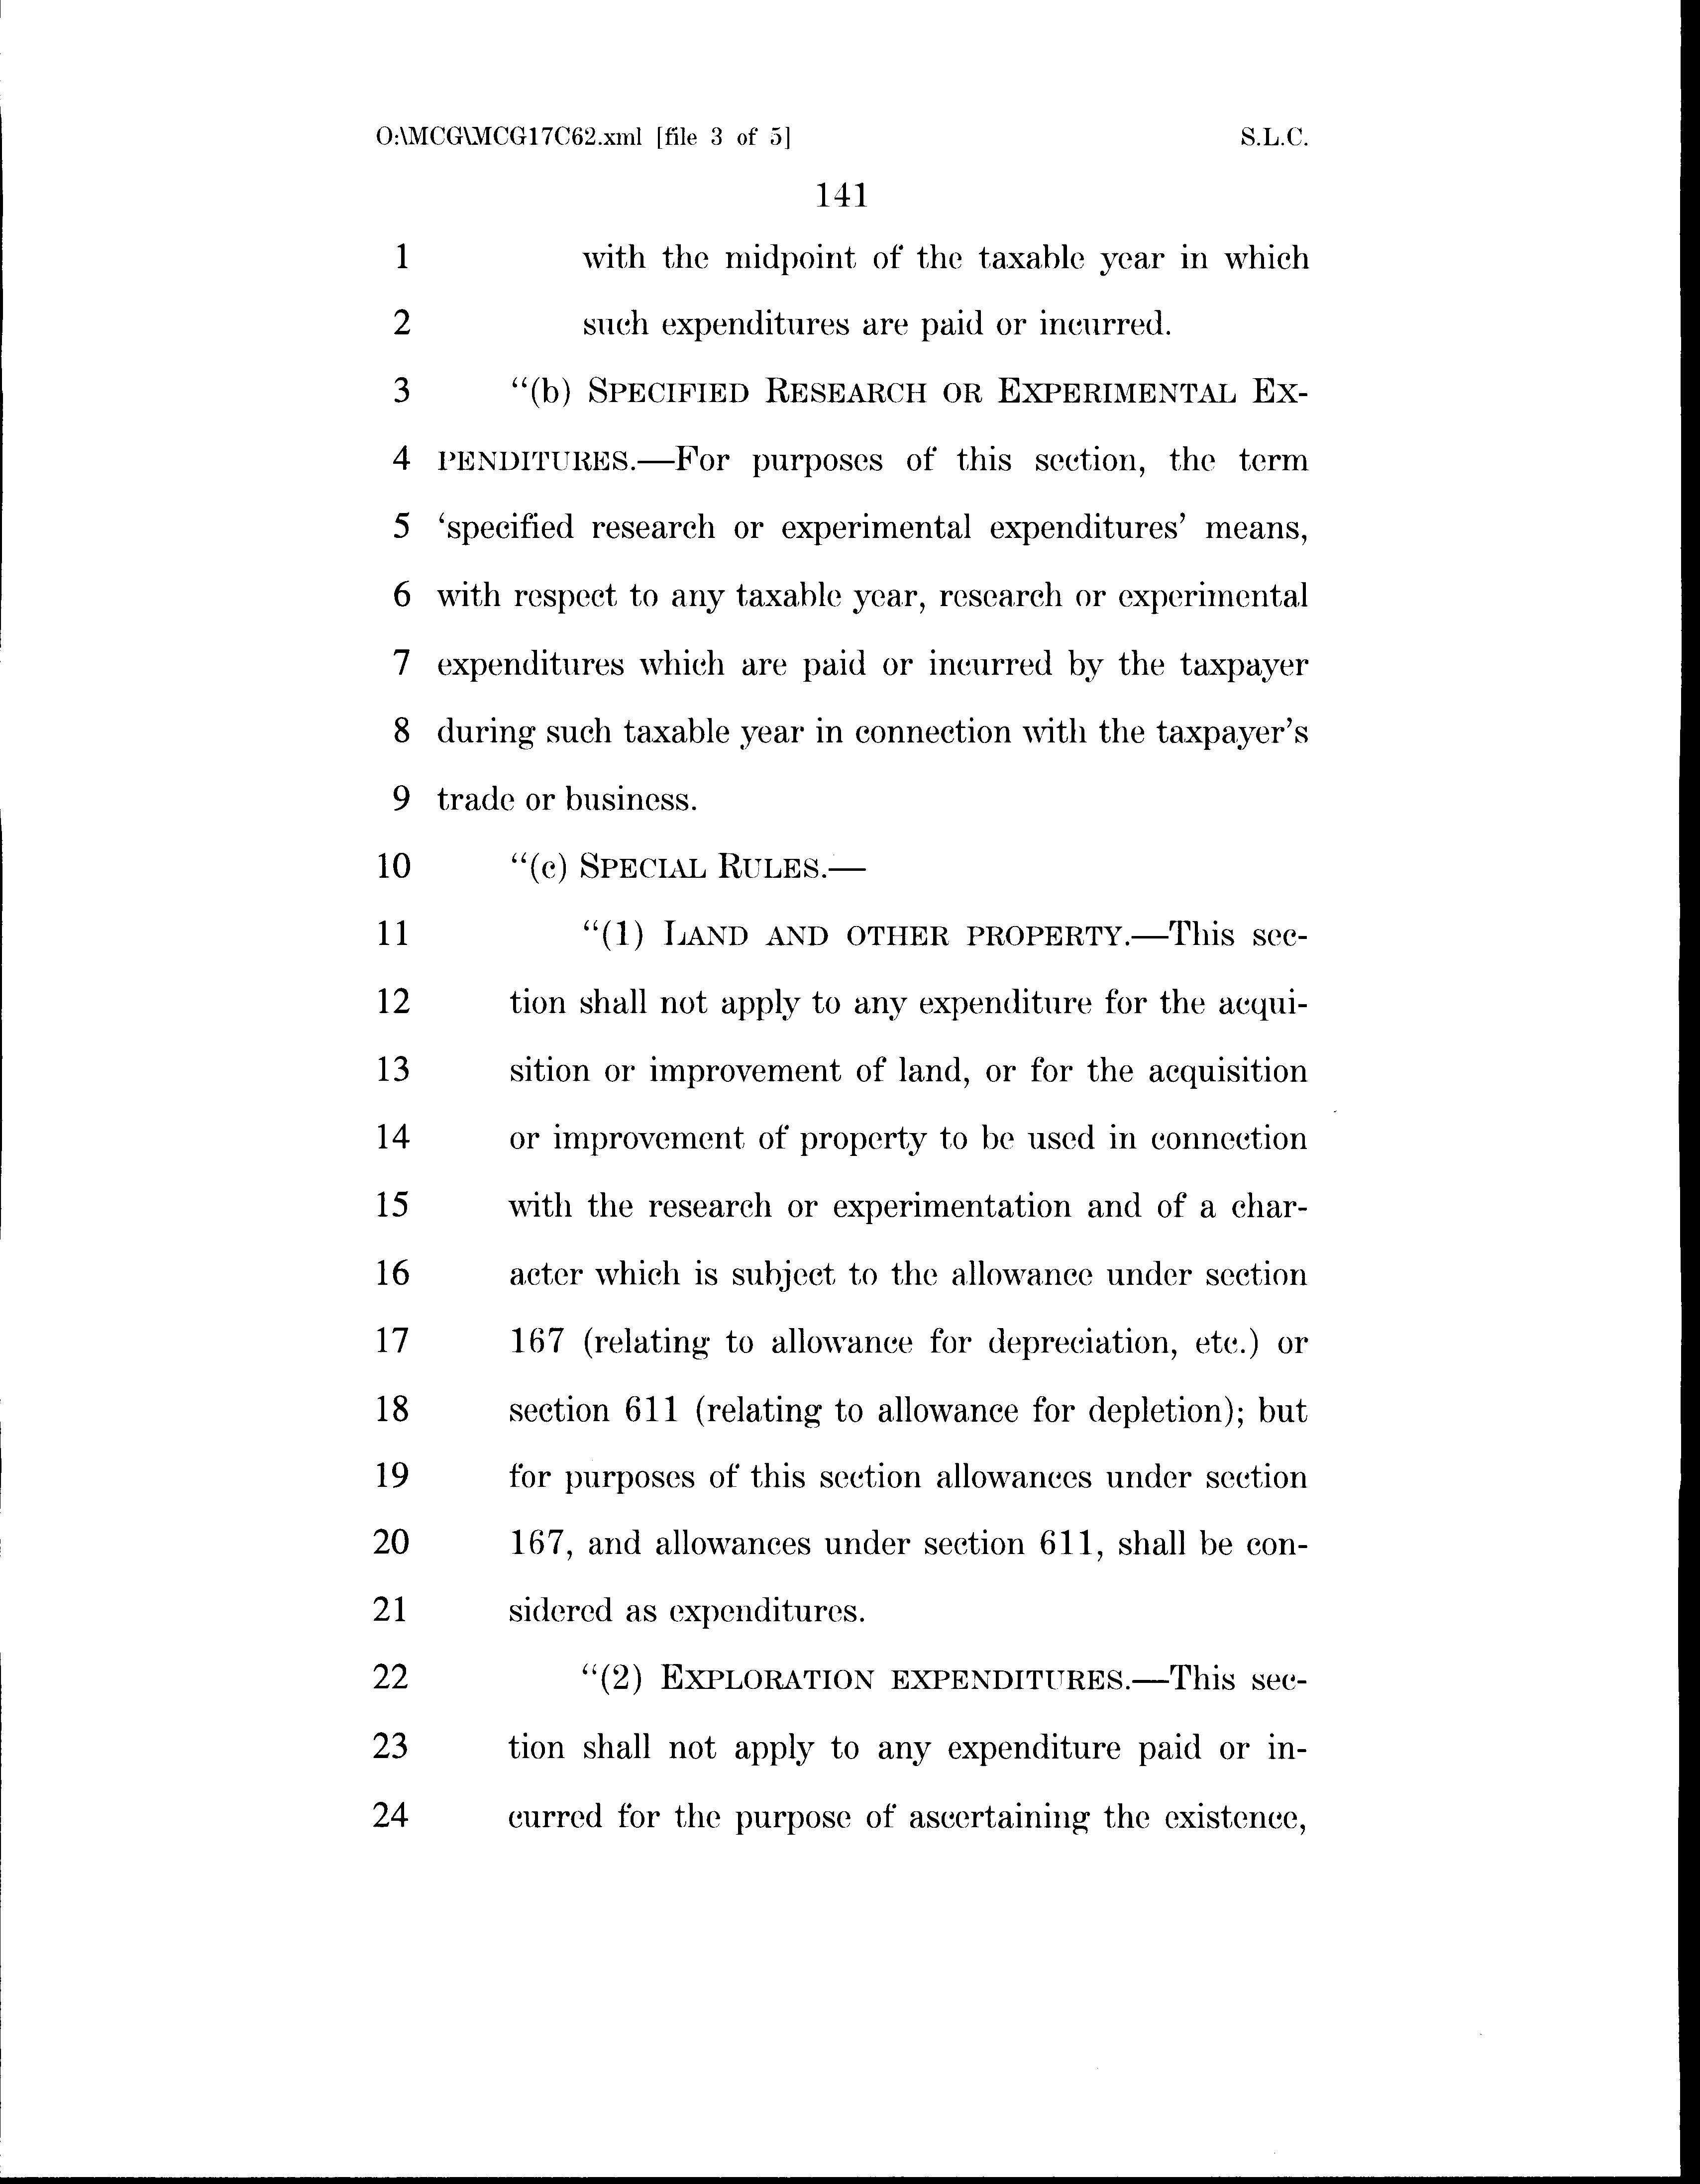 O:\MCG\MCG17C62.xml [file 3 of 5] S.L.C.
141
1 with the midpoint of the taxable year in which
2 such expenditures are paid or incurred.
3 “(b) SPECIFIED RESEARCH OR EXPERIMENTAL EX-
4 PENDITURES.—For purposes of this section, the term
5 ‘specified research or experimental expenditures’ means,
6 with respect to any taxable year, research or experimental
7 expenditures which are paid or incurred by the taxpayer
8 during such taxable year in connection with the taxpayer’s
9 trade or business.
10 “(c) SPECIAL RULES.—
11 “(1) LAND AND OTHER PROPERTY.—This sec-
12 tion shall not apply to any expenditure for the acqui-
13 sition or improvement of land, or for the acquisition
14 or improvement of property to be used in connection
15 with the research or experimentation and of a char-
16 acter which is subject to the allowance under section
17 167 (relating to allowance for depreciation, etc.) or
18 section 611 (relating to allowance for depletion); but
19 for purposes of this section allowances under section
20 167, and allowances under section 611, shall be con-
21 sidered as expenditures.
22 “(2) EXPLORATION EXPENDITURES.—This sec-
23 tion shall not apply to any expenditure paid or in-
24 curred for the purpose of ascertaining the existence,